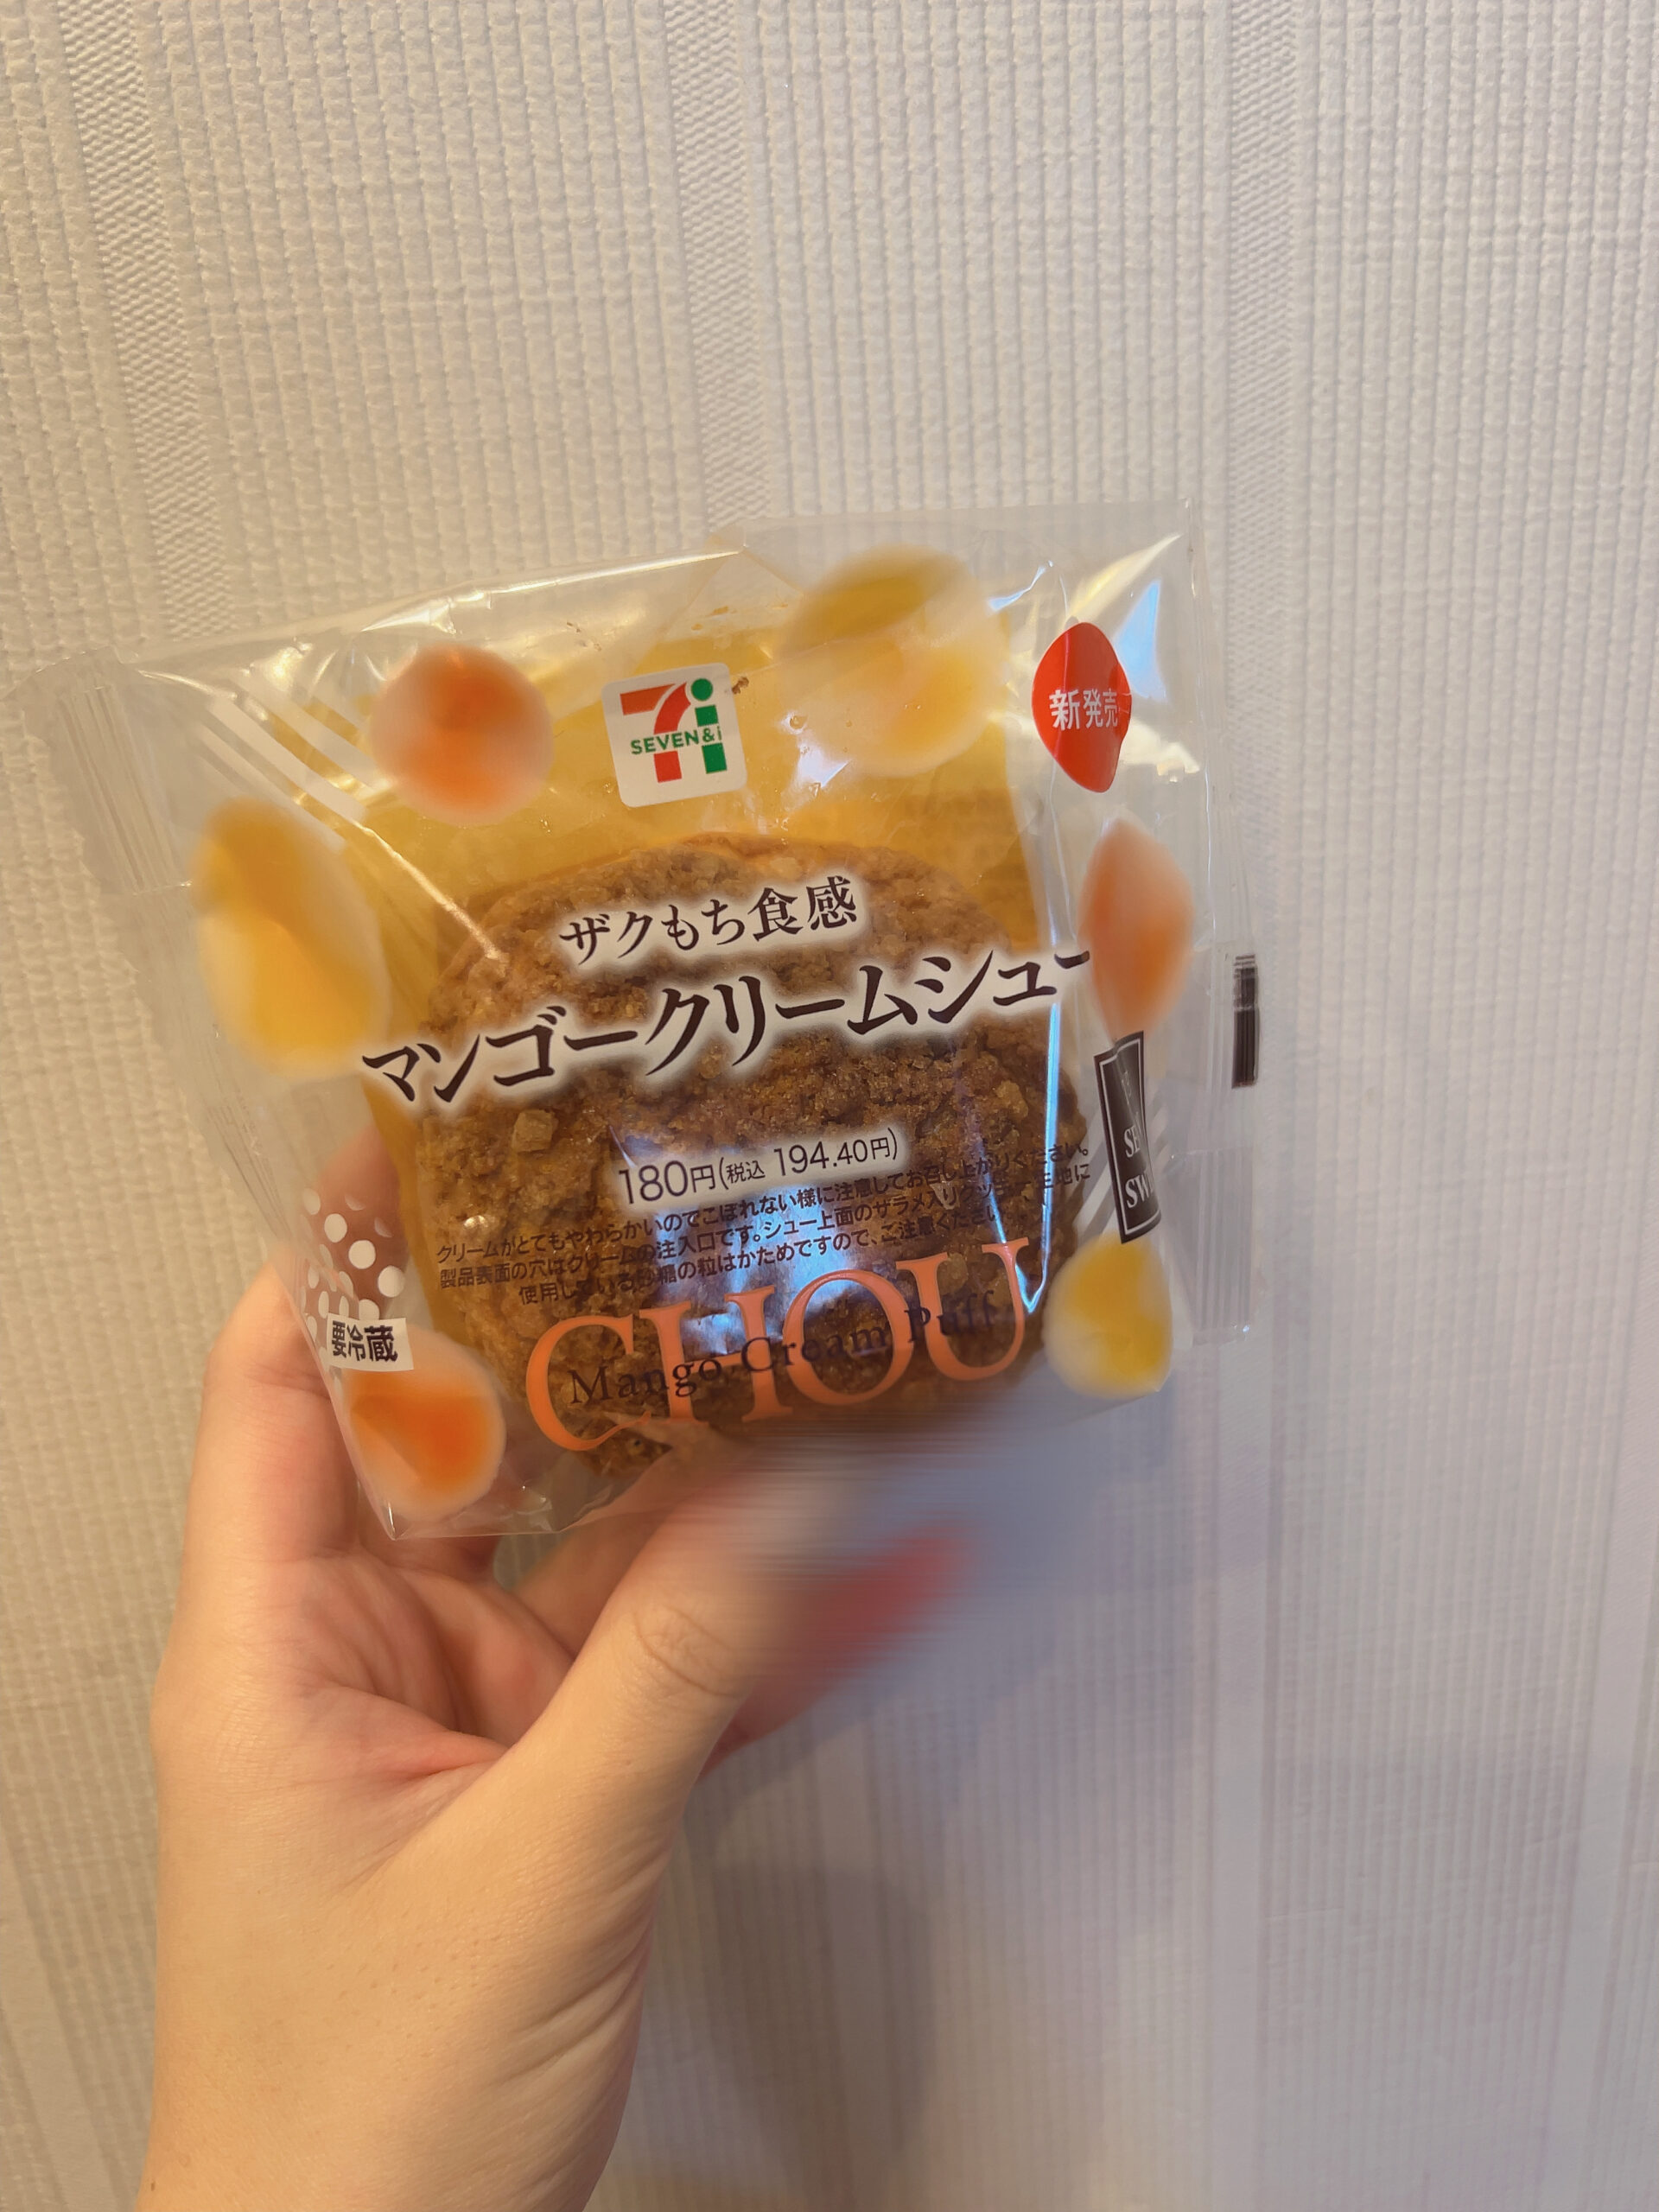 SEVEN&i
新発売
ザクもち食感
マンゴークリームシュー
180円(税込 194.40円)
クリームがとてもやわらかいのでこぼれない様に注意してお召し上がりください。
製品表面の穴はクリームの注入口です。シュー上面のザラメ入りクッキー生地に
使用している砂糖の粒はかためですので、ご注意ください。
CHOU
Mango Cream Puff
要冷蔵